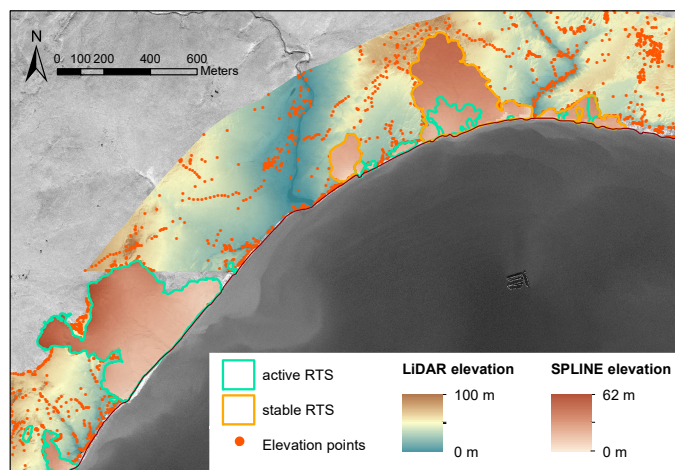 N
0 100 200 400 600
Meters
active RTS
stable RTS
Elevation points
LiDAR elevation
100 m
0 m
SPLINE elevation
62 m
0 m